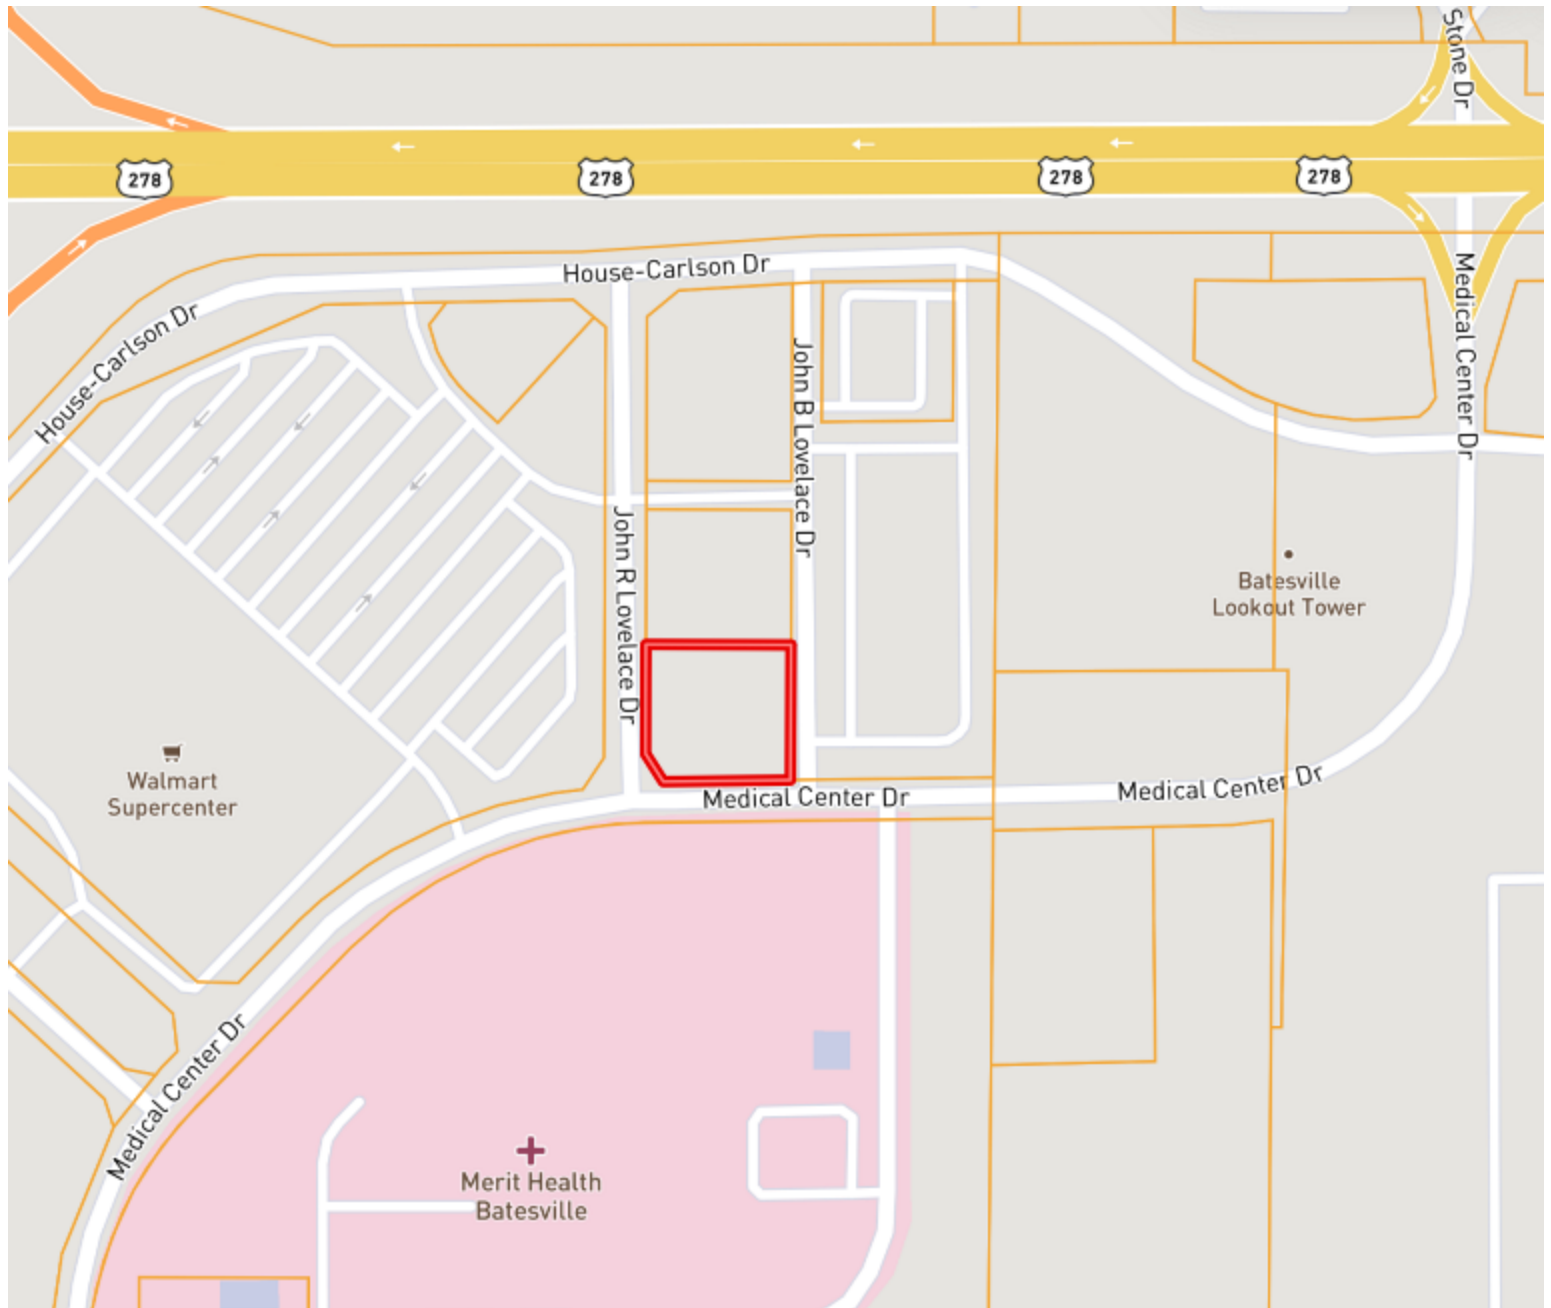 Stone Dr
278
278
278
278
House-Carlson Dr
House-Carlson Dr
Medical Center Dr
John B Lovelace Dr
John R Lovelace Dr
Batesville
Lookout Tower
Walmart
Supercenter
Medical Center Dr
Medical Center Dr
Medical Center Dr
Merit Health
Batesville